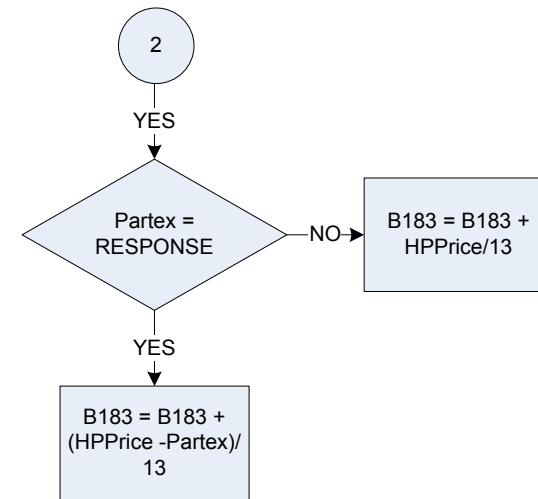 2
YES
Partex =
RESPONSE
NO
B183 = B183 +
HPPrice/13
YES
B183 = B183 +
(HPPrice -Partex)/
13